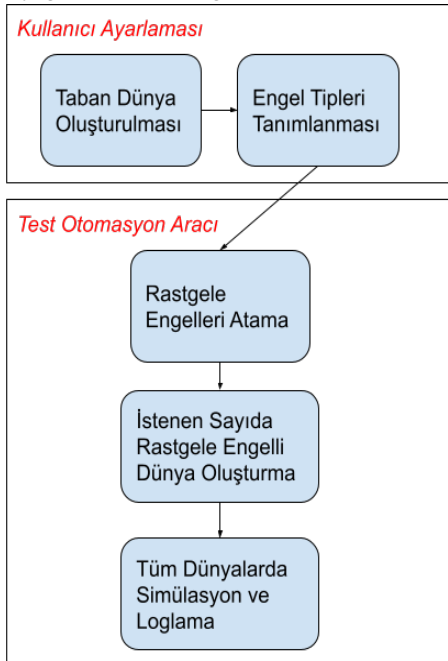 Kullanıcı Ayarlaması
Taban Dünya
Oluşturulması
Engel Tipleri
Tanımlanması
Test Otomasyon Aracı
Rastgele
Engelleri Atama
İstenen Sayıda
Rastgele Engelli
Dünya Oluşturma
Tüm Dünyalarda
Simülasyon ve
Loglama